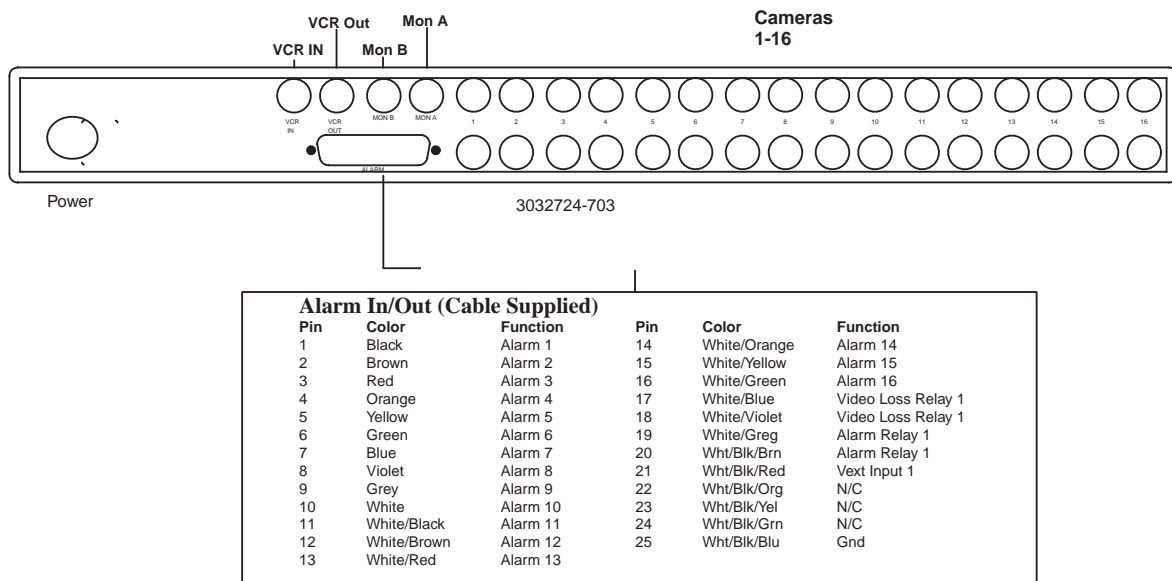 VCR Out Mon A Cameras
1-16
VCR IN Mon B
VCR IN VCR OUT MON B MON A 1 2 3 4 5 6 7 8 9 10 11 12 13 14 15 16
ALARM
Power
3032724-703
Alarm In/Out (Cable Supplied)
Pin Color Function Pin Color Function
1 Black Alarm 1 14 White/Orange Alarm 14
2 Brown Alarm 2 15 White/Yellow Alarm 15
3 Red Alarm 3 16 White/Green Alarm 16
4 Orange Alarm 4 17 White/Blue Video Loss Relay 1
5 Yellow Alarm 5 18 White/Violet Video Loss Relay 1
6 Green Alarm 6 19 White/Greg Alarm Relay 1
7 Blue Alarm 7 20 Wht/Blk/Brn Alarm Relay 1
8 Violet Alarm 8 21 Wht/Blk/Red Vext Input 1
9 Grey Alarm 9 22 Wht/Blk/Org N/C
10 White Alarm 10 23 Wht/Blk/Yel N/C
11 White/Black Alarm 11 24 Wht/Blk/Grn N/C
12 White/Brown Alarm 12 25 Wht/Blk/Blu Gnd
13 White/Red Alarm 13